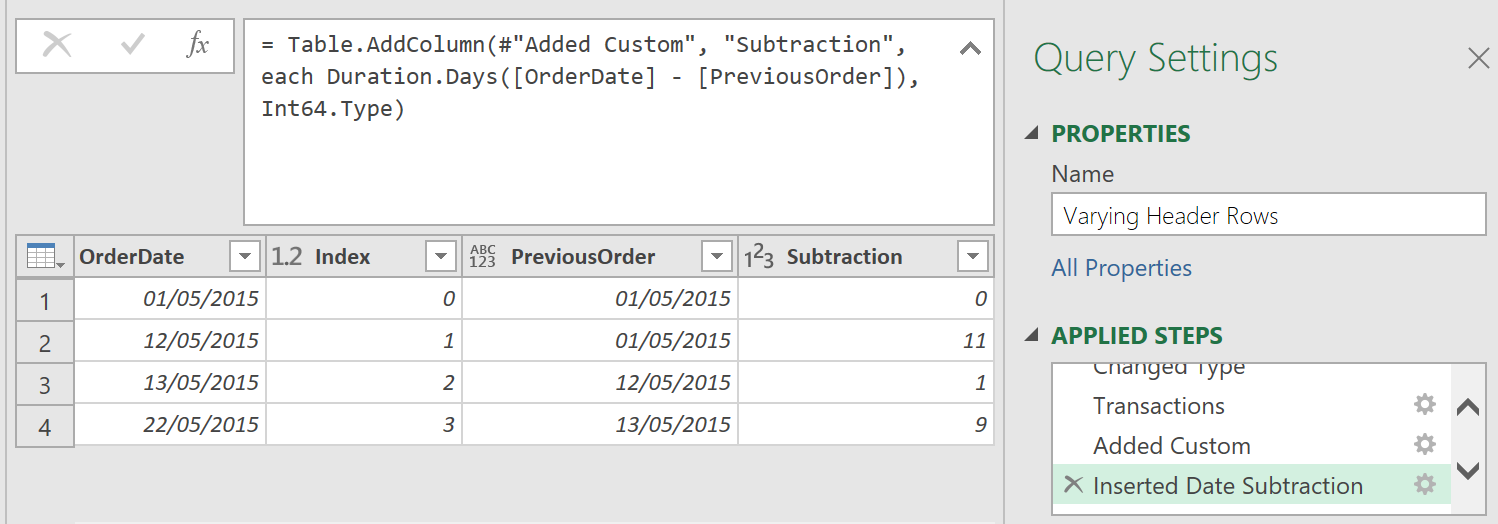 fx
= Table.AddColumn(#"Added Custom", "Subtraction",
each Duration.Days([OrderDate] - [PreviousOrder]),
Int64.Type)
OrderDate 1.2 Index ABC 123 PreviousOrder 123 Subtraction
1 01/05/2015 0 01/05/2015 0
2 12/05/2015 1 01/05/2015 11
3 13/05/2015 2 12/05/2015 1
4 22/05/2015 3 13/05/2015 9
Query Settings
PROPERTIES
Name
Varying Header Rows
All Properties
APPLIED STEPS
Changed Type
Transactions
Added Custom
Inserted Date Subtraction